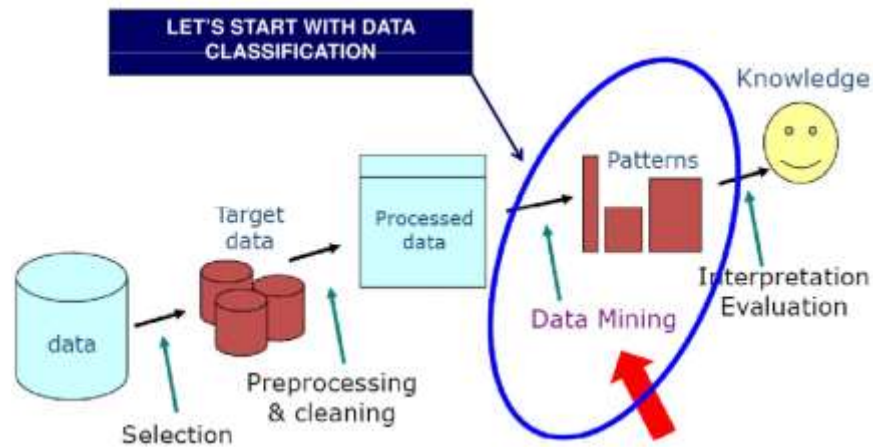 LET'S START WITH DATA
CLASSIFICATION
Knowledge
Patterns
Target
data
Processed
data
data
Data Mining
Interpretation
Evaluation
Preprocessing
& cleaning
Selection